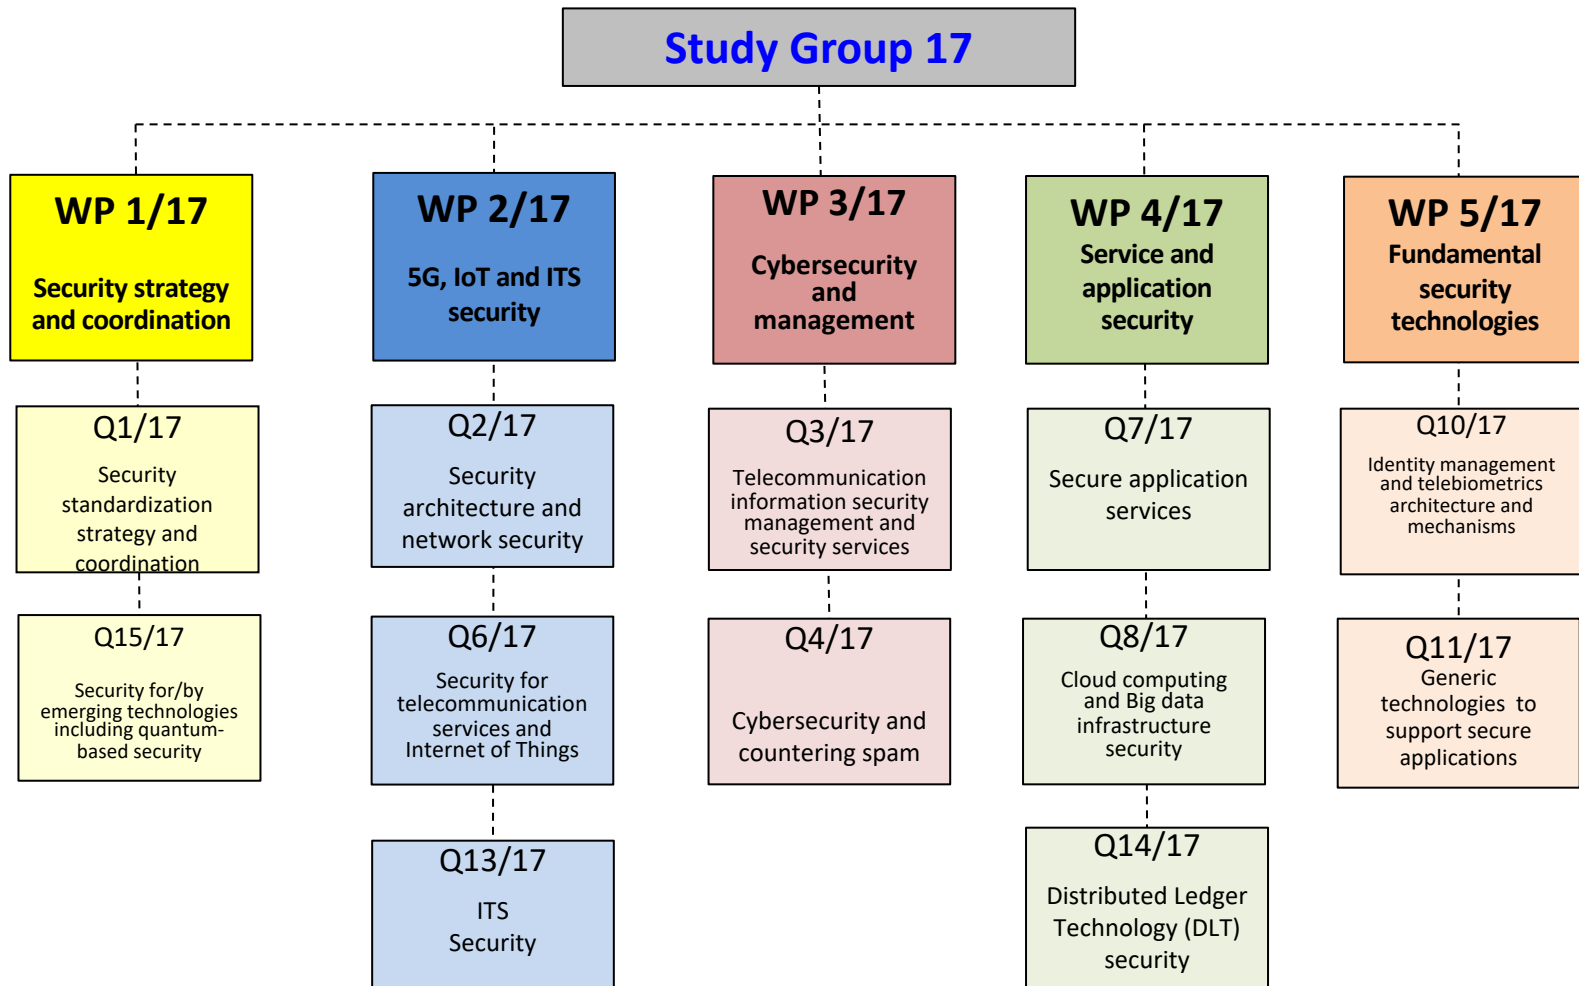 Study Group 17
WP 1/17
Security strategy
and coordination
WP 2/17
5G, IoT and ITS
security
WP 3/17
Cybersecurity
and
management
WP 4/17
Service and
application
security
WP 5/17
Fundamental
security
technologies
Q1/17
Security
standardization
strategy and
coordination
Q2/17
Security
architecture and
network security
Q3/17
Telecommunication
information security
management and
security services
Q7/17
Secure application
services
Q10/17
Identity management
and telebiometrics
architecture and
mechanisms
Q15/17
Security for/by
emerging technologies
including quantum-
based security
Q6/17
Security for
telecommunication
services and
Internet of Things
Q4/17
Cybersecurity and
countering spam
Q8/17
Cloud computing
and Big data
infrastructure
security
Q11/17
Generic
technologies to
support secure
applications
Q13/17
ITS
Security
Q14/17
Distributed Ledger
Technology (DLT)
security